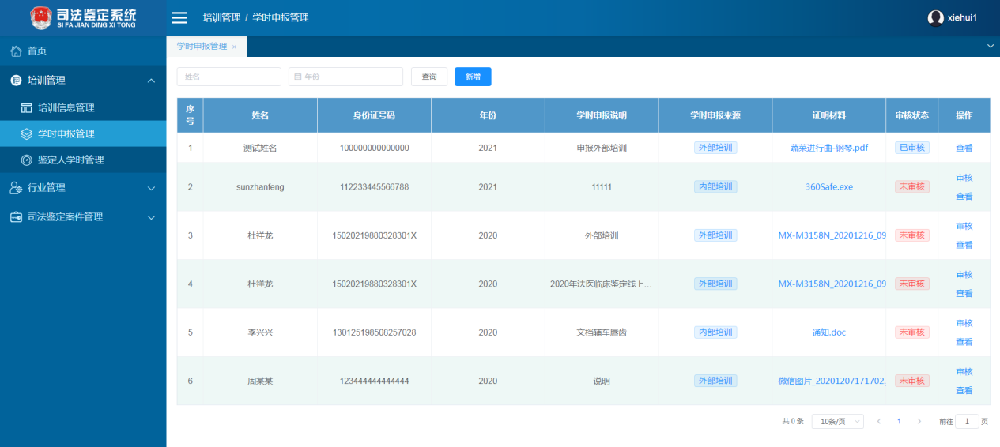 司法鉴定系统
SI FA JIAN DING XI TONG
培训管理 / 学时申报管理
xiehui1
首页
培训管理
培训信息管理
学时申报管理
鉴定人学时管理
行业管理
司法鉴定案件管理
学时申报管理 ×
姓名 年份 查询 新增
序号 姓名 身份证号码 年份 学时申报说明 学时申报来源 证明材料 审核状态 操作
1 测试姓名 100000000000000 2021 申报外部培训 外部培训 蔬菜进行曲-钢琴.pdf 已审核 查看
2 sunzhanfeng 112233445566788 2021 11111 内部培训 360Safe.exe 未审核 审核 查看
3 杜祥龙 15020219880328301X 2020 外部培训 外部培训 MX-M3158N_20201216_09 未审核 审核 查看
4 杜祥龙 15020219880328301X 2020 2020年法医临床鉴定线上... 外部培训 MX-M3158N_20201216_09 未审核 审核 查看
5 李兴兴 130125198508257028 2020 文档辅车唇齿 内部培训 通知.doc 未审核 审核 查看
6 周某某 123444444444444 2020 说明 外部培训 微信图片_20201207171702. 未审核 审核 查看
共 0 条 10条/页 1 前往 1 页